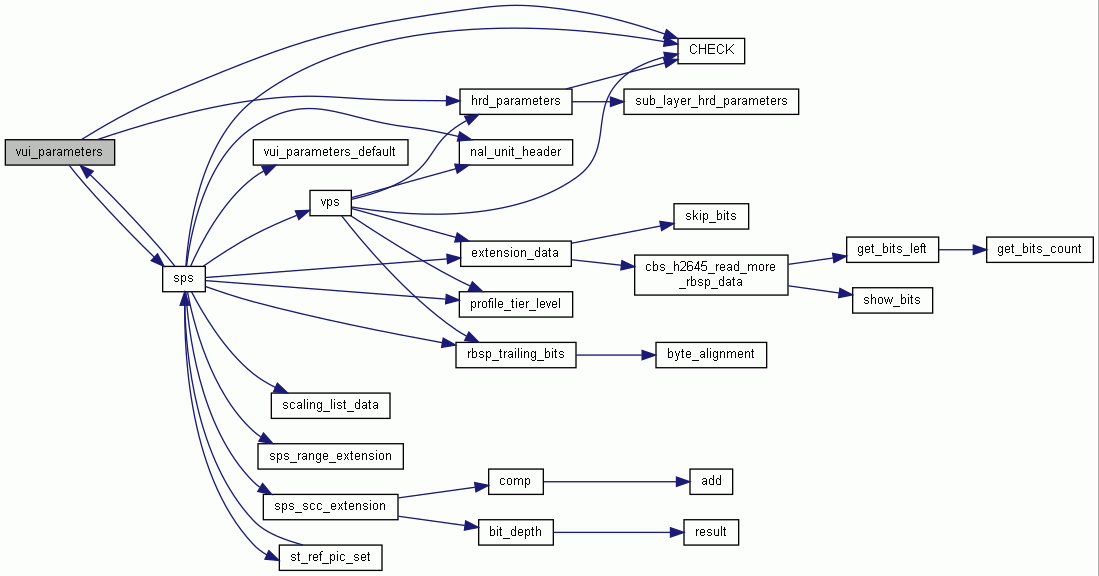 CHECK
hrd_parameters
sub_layer_hrd_parameters
vui_parameters
vui_parameters_default
nal_unit_header
vps
skip_bits
extension_data
get_bits_left
get_bits_count
cbs_h2645_read_more
_rbsp_data
sps
profile_tier_level
show_bits
rbsp_trailing_bits
byte_alignment
scaling_list_data
sps_range_extension
comp
add
sps_scc_extension
bit_depth
result
st_ref_pic_set